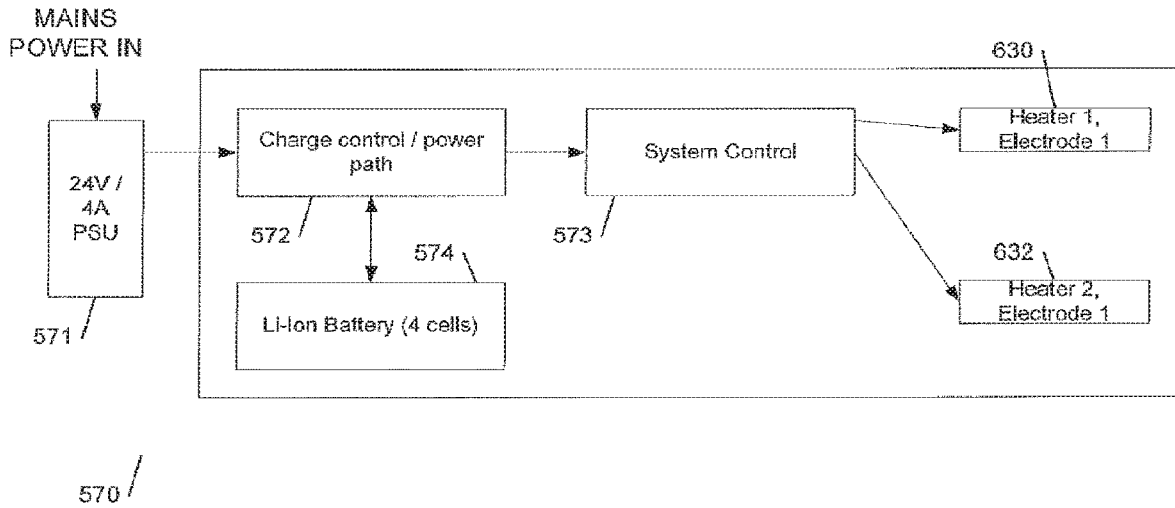 MAINS
POWER IN
630
Heater 1,
Electrode 1
Charge control / power
path
System Control
24V /
4A
PSU
572
574
573
632
Heater 2,
Electrode 1
Li-Ion Battery (4 cells)
571
570